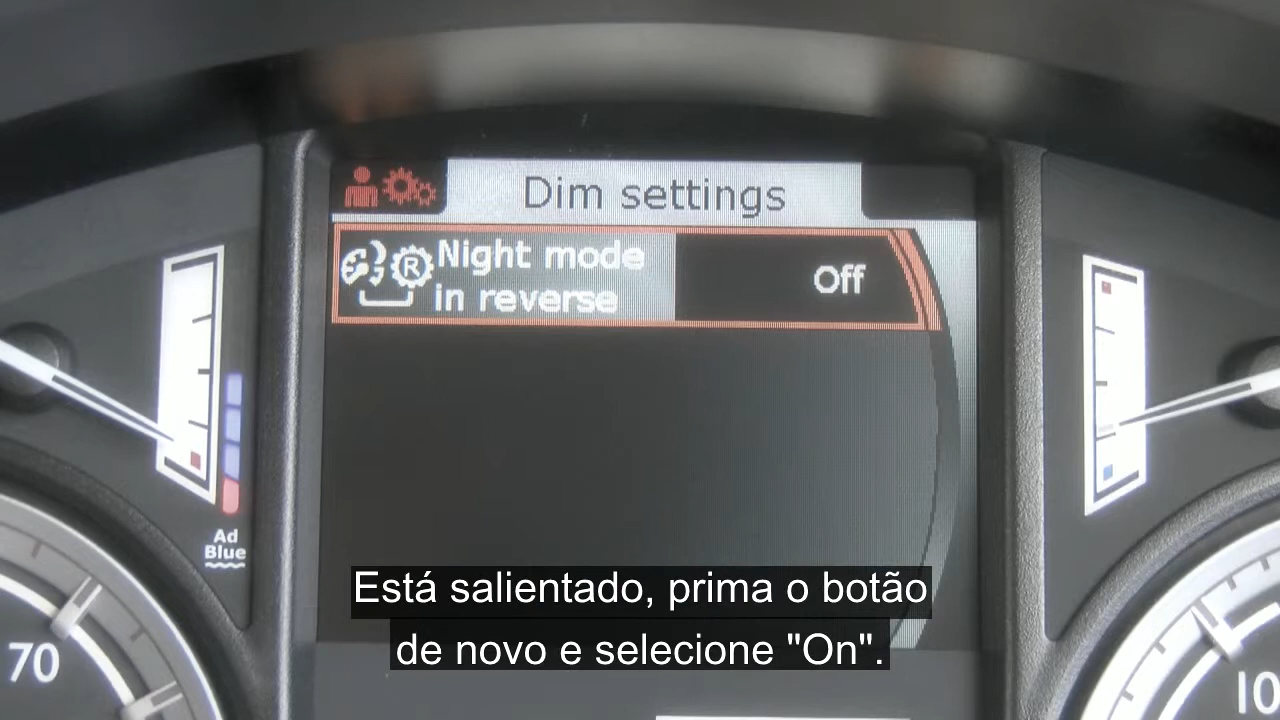 Dim settings
R
Night mode
in reverse
Off
Ad
Blue
70
10
Está salientado, prima o botão
de novo e selecione "On".